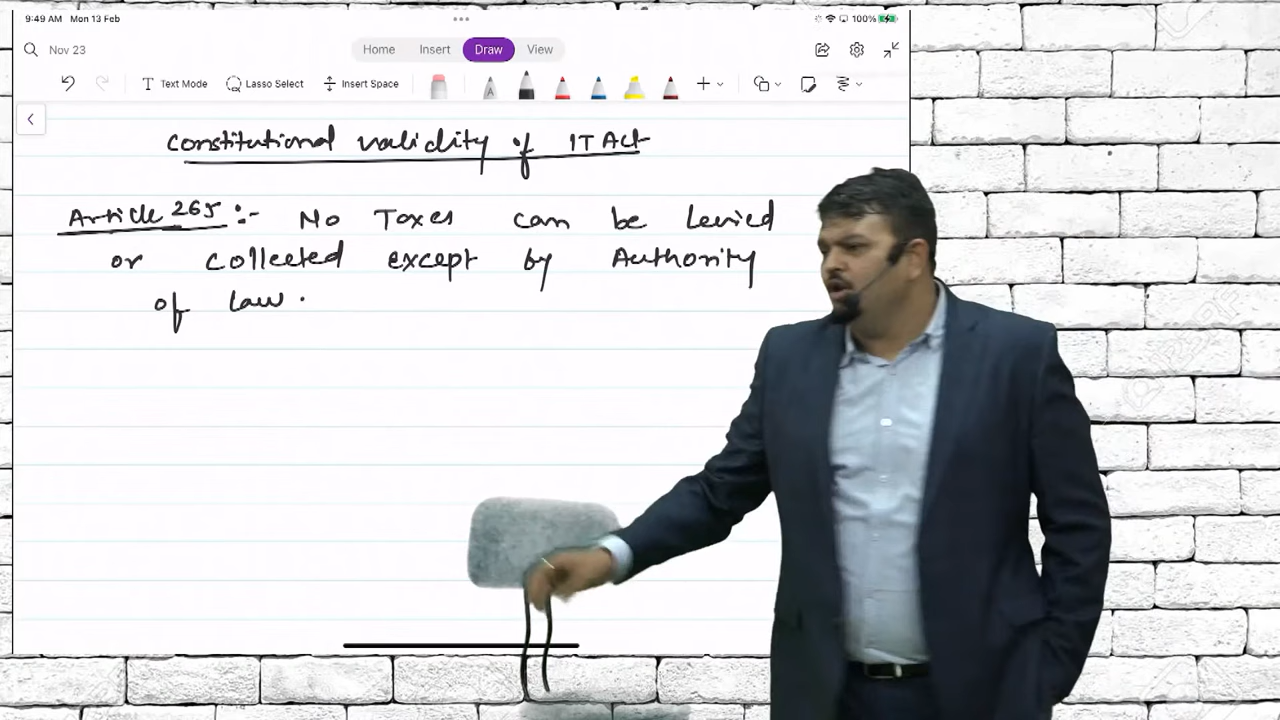 9:49 AM Mon 13 Feb
100%
Nov 23
Home Insert Draw View
Text Mode Lasso Select Insert Space
Constitutional validity of IT Act
Article 265 :- No Taxes can be levied
or collected except by Authority
of law.